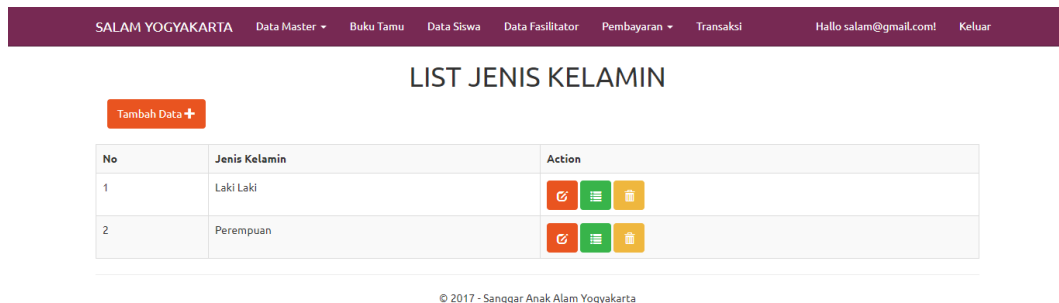 SALAM YOGYAKARTA Data Master Buku Tamu Data Siswa Data Fasilitator Pembayaran Transaksi Hallo salam@gmail.com! Keluar
LIST JENIS KELAMIN
Tambah Data
No Jenis Kelamin Action
1 Laki Laki
2 Perempuan
© 2017 - Sanggar Anak Alam Yogyakarta